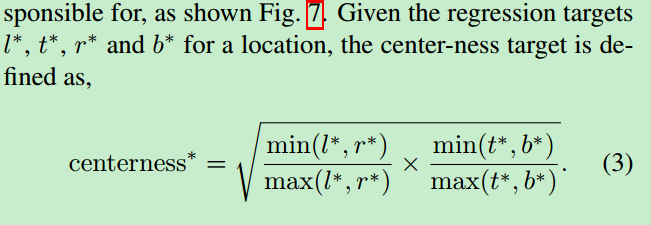 sponsible for, as shown Fig. 7. Given the regression targets
l*, t*, r* and b* for a location, the center-ness target is de-
fined as,
centerness* = √(min(l*, r*) / max(l*, r*) × min(t*, b*) / max(t*, b*)). (3)